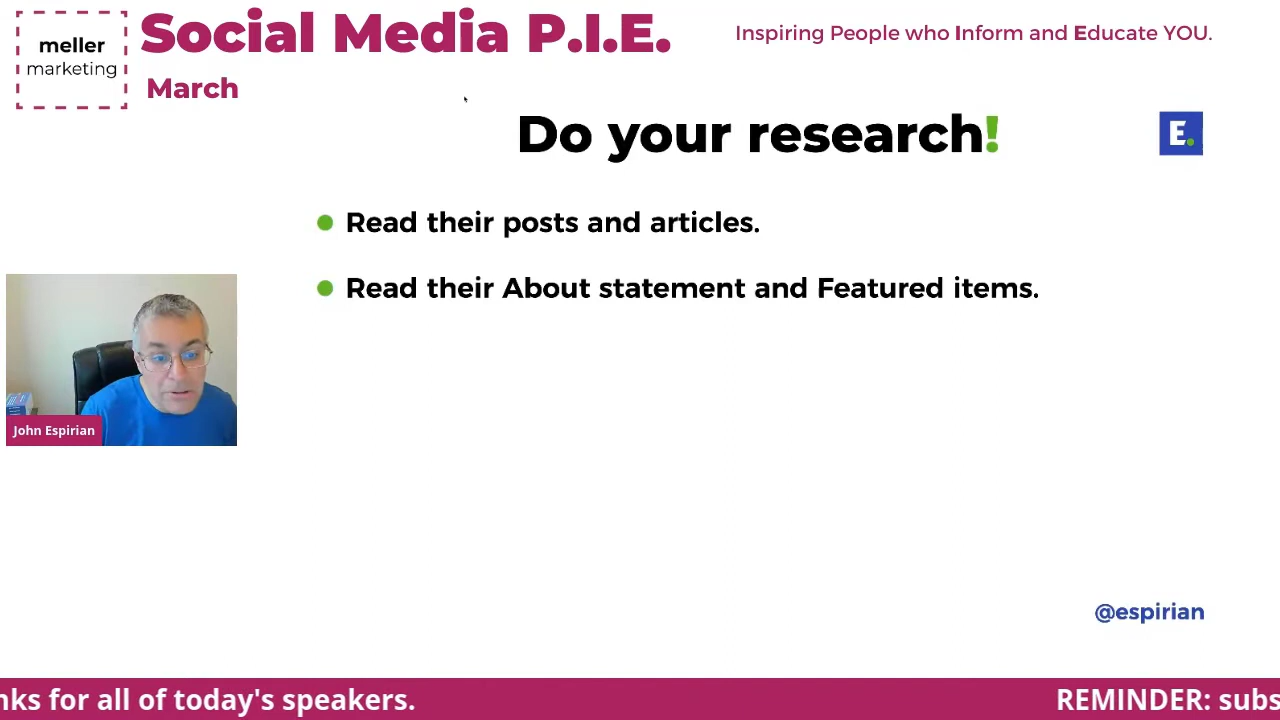 meller
marketing
Social Media P.I.E.
March
Inspiring People who Inform and Educate YOU.
Do your research!
E.
Read their posts and articles.
Read their About statement and Featured items.
John Espirian
@espirian
nks for all of today's speakers.
REMINDER: subs